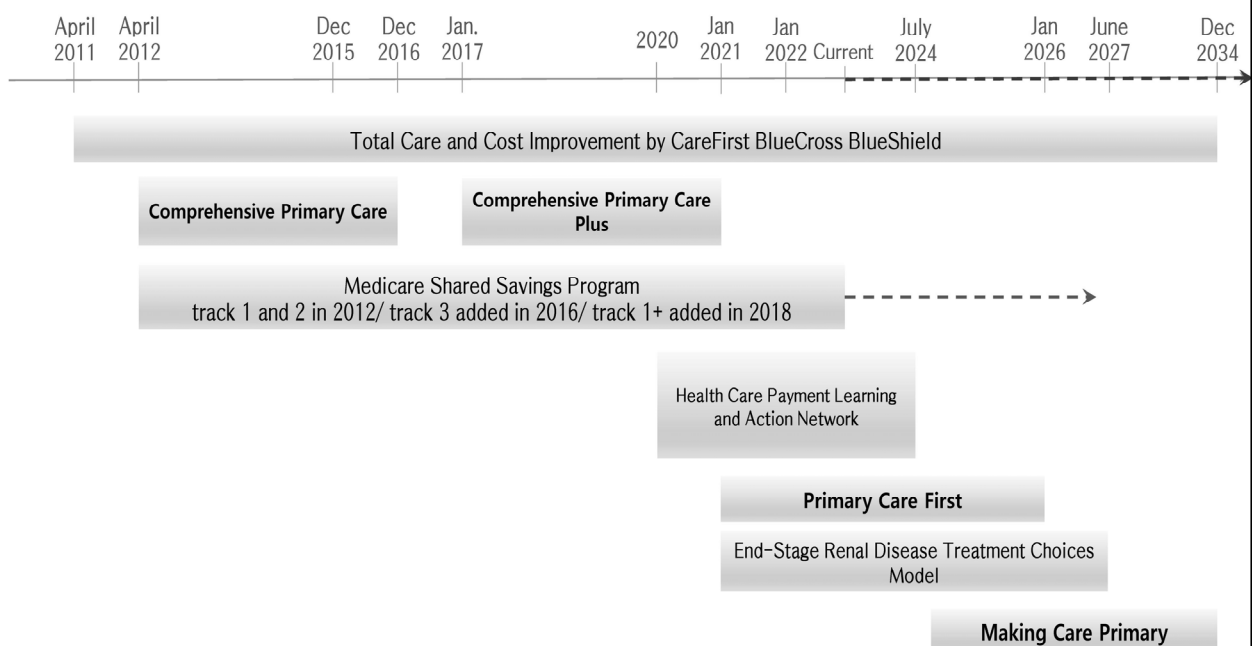 April April Dec Dec Jan. 2020 Jan Jan July Jan June Dec
2011 2012 2015 2016 2017 2021 2022 Current 2024 2026 2027 2034
Total Care and Cost Improvement by CareFirst BlueCross BlueShield
Comprehensive Primary Care
Comprehensive Primary Care
Plus
Medicare Shared Savings Program
track 1 and 2 in 2012/ track 3 added in 2016/ track 1+ added in 2018
Health Care Payment Learning
and Action Network
Primary Care First
End-Stage Renal Disease Treatment Choices
Model
Making Care Primary